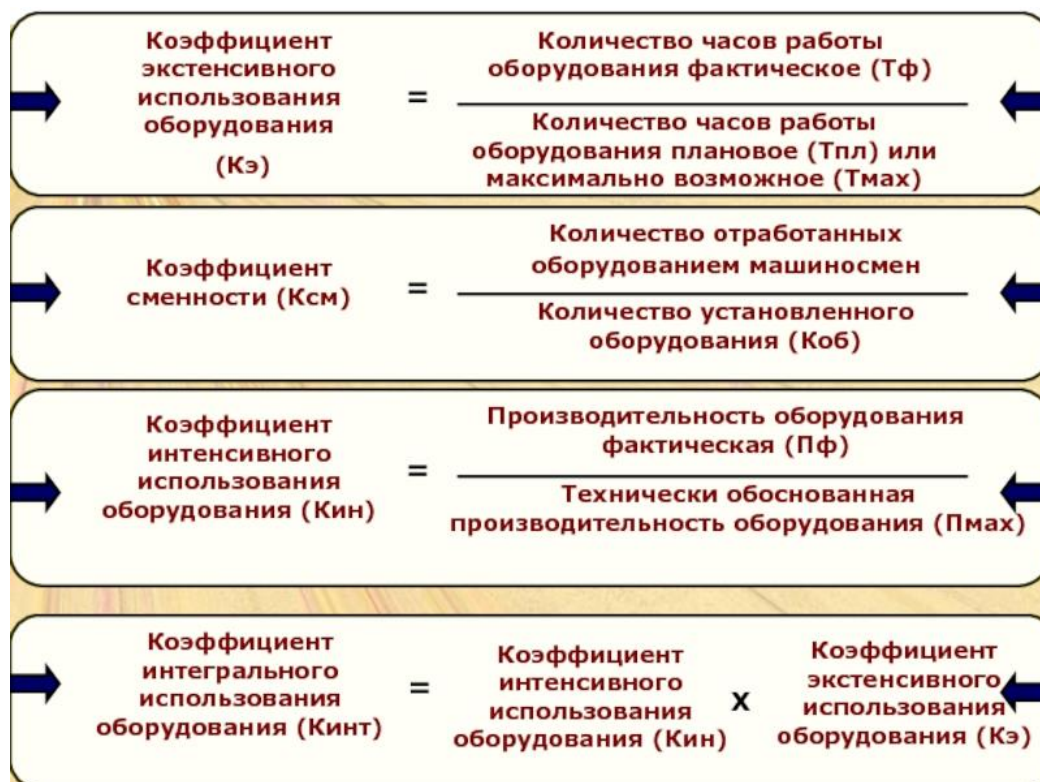 Коэффициент
экстенсивного
использования
оборудования
(Кэ)
=
Количество часов работы
оборудования фактическое (Тф)
Количество часов работы
оборудования плановое (Тпл) или
максимально возможное (Тмах)
Коэффициент
сменности (Ксм)
=
Количество отработанных
оборудованием машиносмен
Количество установленного
оборудования (Коб)
Коэффициент
интенсивного
использования
оборудования (Кин)
=
Производительность оборудования
фактическая (Пф)
Технически обоснованная
производительность оборудования (Пмах)
Коэффициент
интегрального
использования
оборудования (Кинт)
=
Коэффициент
интенсивного
использования
оборудования (Кин)
х
Коэффициент
экстенсивного
использования
оборудования (Кэ)